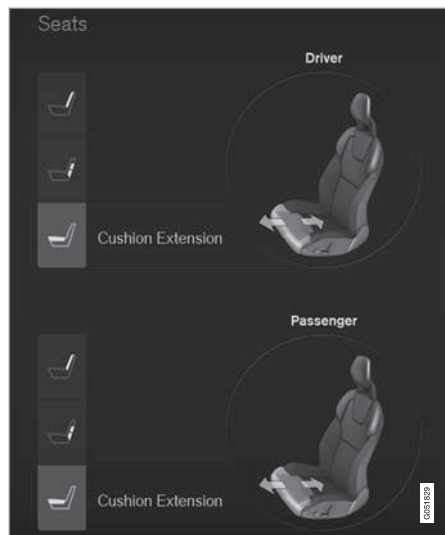 Seats
Driver
Cushion Extension
Passenger
Cushion Extension
G051829